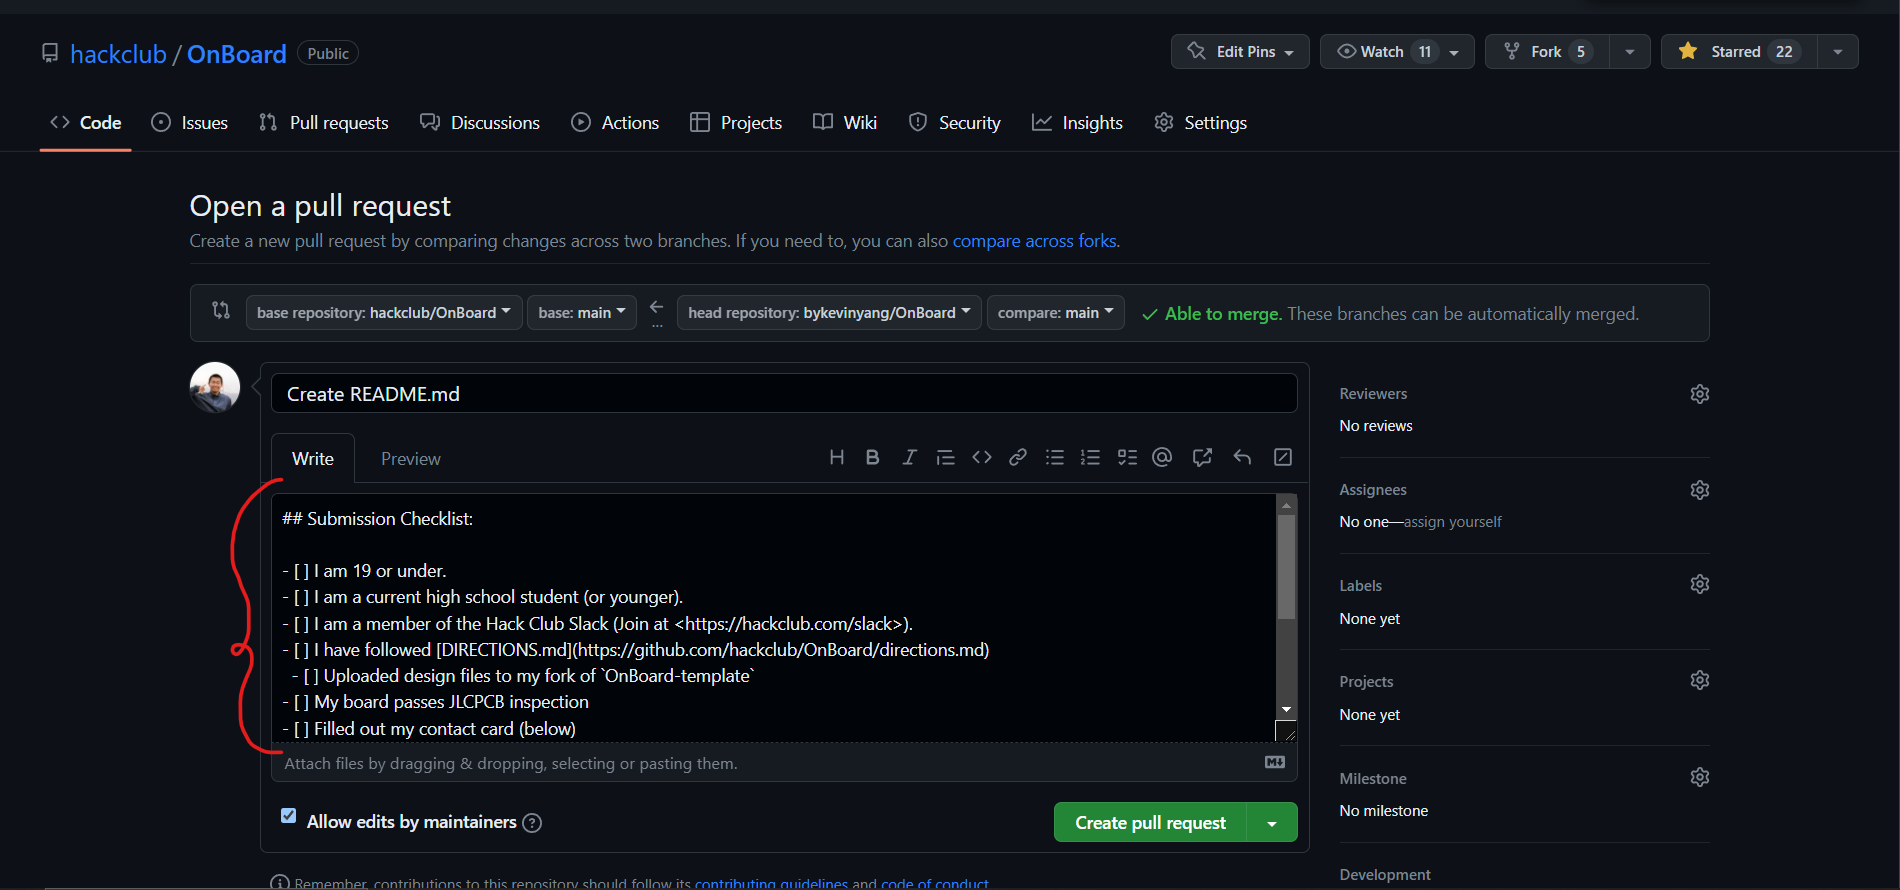 hackclub / OnBoard Public
Edit Pins Watch 11 Fork 5 Starred 22
Code Issues Pull requests Discussions Actions Projects Wiki Security Insights Settings
Open a pull request
Create a new pull request by comparing changes across two branches. If you need to, you can also compare across forks.
base repository: hackclub/OnBoard base: main ... head repository: bykevinyang/OnBoard compare: main Able to merge. These branches can be automatically merged.
Create README.md
Write Preview
## Submission Checklist:
- [ ] I am 19 or under.
- [ ] I am a current high school student (or younger).
- [ ] I am a member of the Hack Club Slack (Join at <https://hackclub.com/slack>).
- [ ] I have followed [DIRECTIONS.md](https://github.com/hackclub/OnBoard/directions.md)
- [ ] Uploaded design files to my fork of `OnBoard-template`
- [ ] My board passes JLCPCB inspection
- [ ] Filled out my contact card (below)
Attach files by dragging & dropping, selecting or pasting them.
Allow edits by maintainers
Create pull request
Remember, contributions to this repository should follow its contributing guidelines and code of conduct
Reviewers
No reviews
Assignees
No one—assign yourself
Labels
None yet
Projects
None yet
Milestone
No milestone
Development